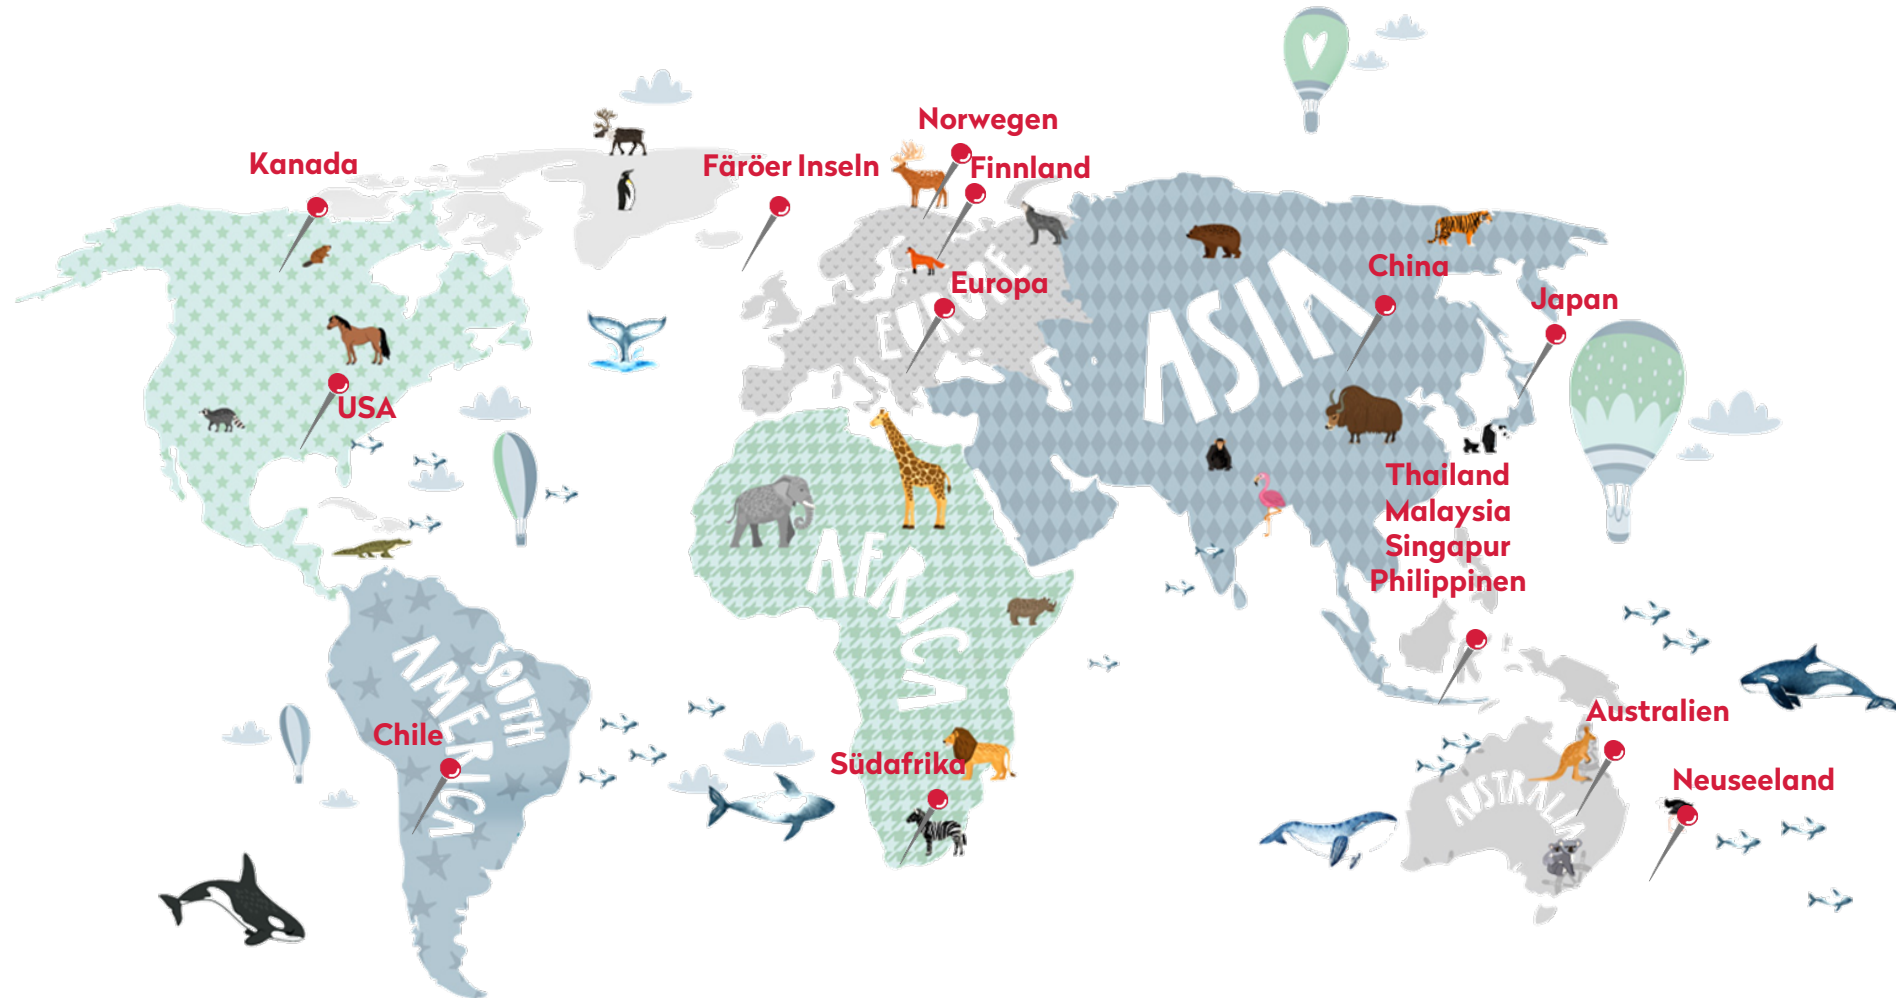 Norwegen
Kanada
Färöer Inseln
Finnland
EUROPE
Europa
China
Japan
ASIA
USA
Thailand
Malaysia
Singapur
Philippinen
AFRICA
SOUTH
AMERICA
Chile
Südafrika
Australien
AUSTRALIA
Neuseeland